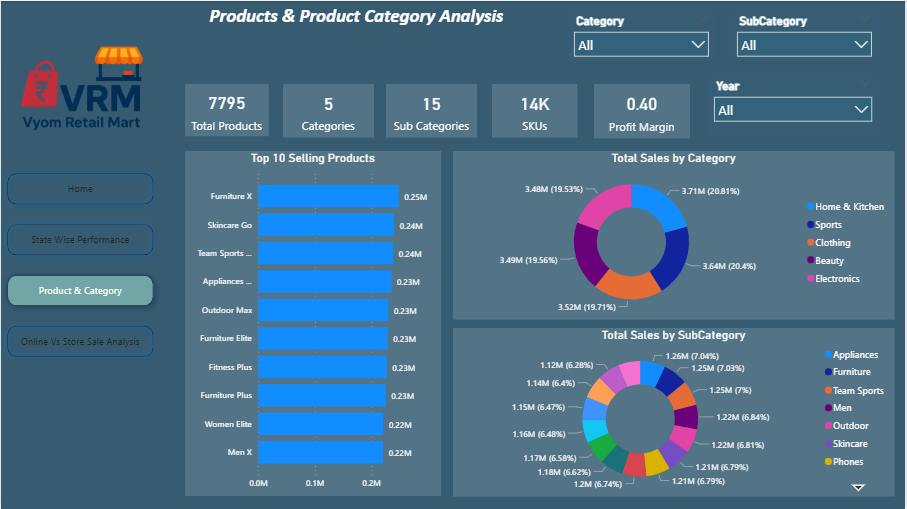 Products & Product Category Analysis
Category
All
SubCategory
All
Year
All
₹
VRM
Vyom Retail Mart
7795
Total Products
5
Categories
15
Sub Categories
14K
SKUs
0.40
Profit Margin
Home
State Wise Performance
Product & Category
Online Vs Store Sale Analysis
Top 10 Selling Products
Furniture X 0.25M
Skincare Go 0.24M
Team Sports ... 0.24M
Appliances ... 0.23M
Outdoor Max 0.23M
Furniture Elite 0.23M
Fitness Plus 0.23M
Furniture Plus 0.23M
Women Elite 0.22M
Men X 0.22M
0.0M 0.1M 0.2M
Total Sales by Category
3.48M (19.53%)
3.71M (20.81%)
3.49M (19.56%)
3.64M (20.4%)
3.52M (19.71%)
Home & Kitchen
Sports
Clothing
Beauty
Electronics
Total Sales by SubCategory
1.12M (6.28%)
1.26M (7.04%)
1.14M (6.4%)
1.25M (7.03%)
1.25M (7%)
1.15M (6.47%)
1.22M (6.84%)
1.16M (6.48%)
1.22M (6.81%)
1.17M (6.58%)
1.21M (6.79%)
1.18M (6.62%)
1.21M (6.79%)
1.2M (6.74%)
Appliances
Furniture
Team Sports
Men
Outdoor
Skincare
Phones